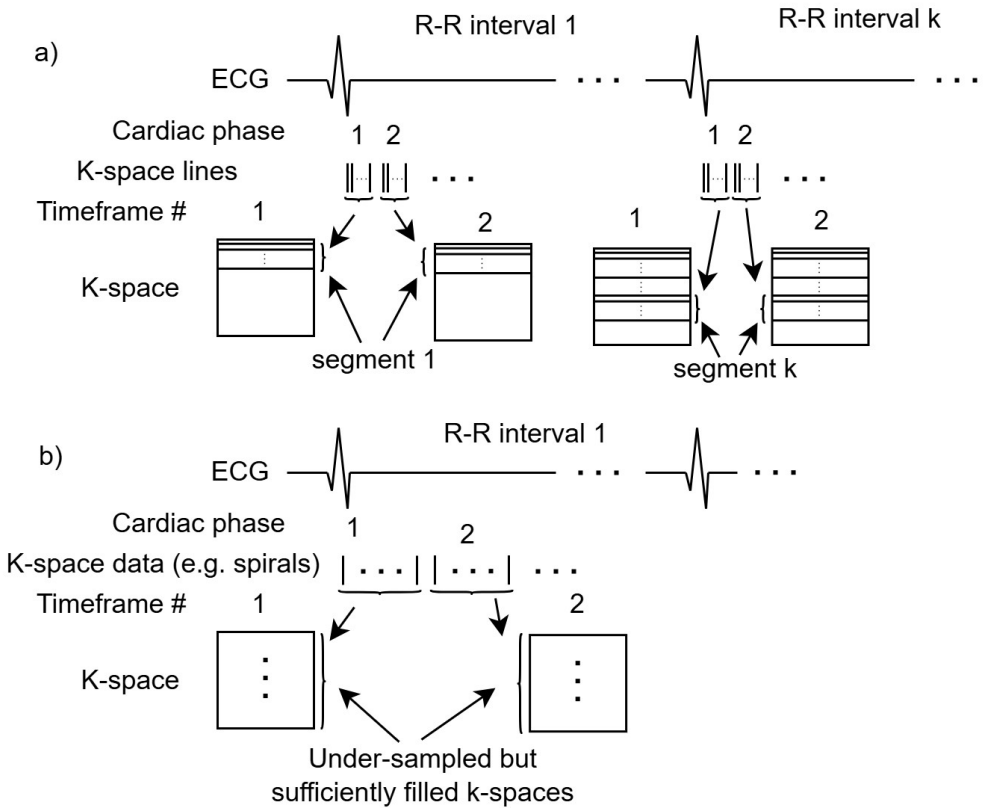 a)
R-R interval 1
R-R interval k
ECG
Cardiac phase
1 2
1 2
K-space lines
Timeframe #
1
2
1
2
K-space
segment 1
segment k
b)
R-R interval 1
ECG
Cardiac phase
1
2
K-space data (e.g. spirals)
Timeframe #
1
2
K-space
Under-sampled but
sufficiently filled k-spaces